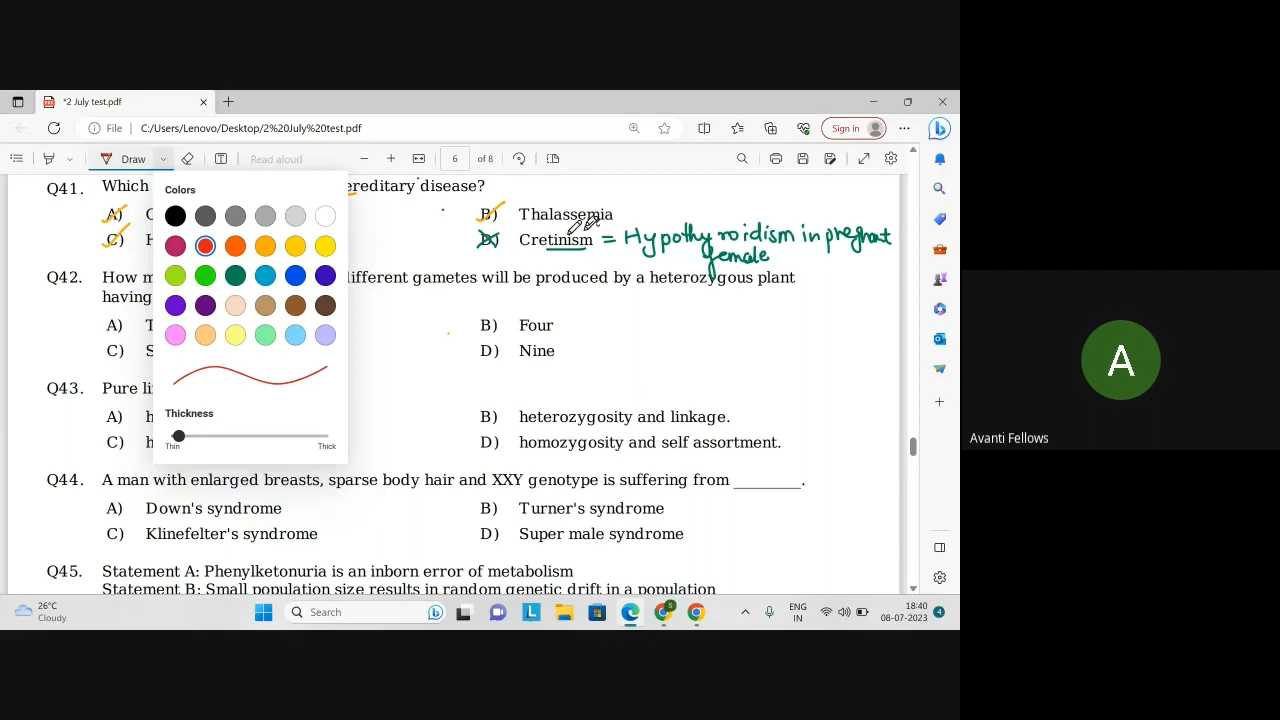 *2 July test.pdf
File C:/Users/Lenovo/Desktop/2%20July%20test.pdf Sign in
Draw Read aloud 6 of 8
Colors
Thickness
Thin Thick
Q41. Which ereditary disease?
A) B) Thalassemia
C) D) Cretinism = Hypothyroidism in pregnant female
Q42. How m ifferent gametes will be produced by a heterozygous plant
having
A) T B) Four
C) S D) Nine
Q43. Pure li
A) h B) heterozygosity and linkage.
C) h D) homozygosity and self assortment.
Q44. A man with enlarged breasts, sparse body hair and XXY genotype is suffering from ________.
A) Down's syndrome B) Turner's syndrome
C) Klinefelter's syndrome D) Super male syndrome
Q45. Statement A: Phenylketonuria is an inborn error of metabolism
Statement B: Small population size results in random genetic drift in a population
26°C
Cloudy
Search
ENG
IN
18:40
08-07-2023
4
A
Avanti Fellows